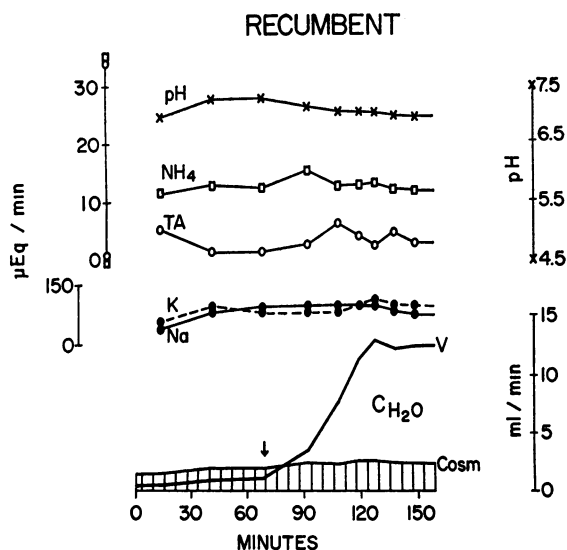 RECUMBENT
30
20
10
0
μEq / min
150
0
pH
NH4
TA
K
Na
7.5
6.5
5.5
4.5
pH
V
CH2O
Cosm
15
10
5
0
ml / min
0 30 60 90 120 150
MINUTES